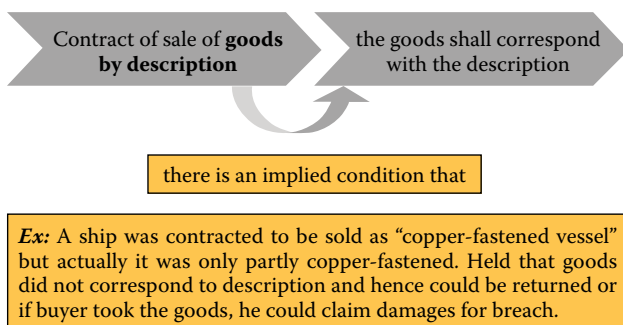 Contract of sale of goods
by description
the goods shall correspond
with the description
there is an implied condition that
Ex: A ship was contracted to be sold as “copper-fastened vessel”
but actually it was only partly copper-fastened. Held that goods
did not correspond to description and hence could be returned or
if buyer took the goods, he could claim damages for breach.